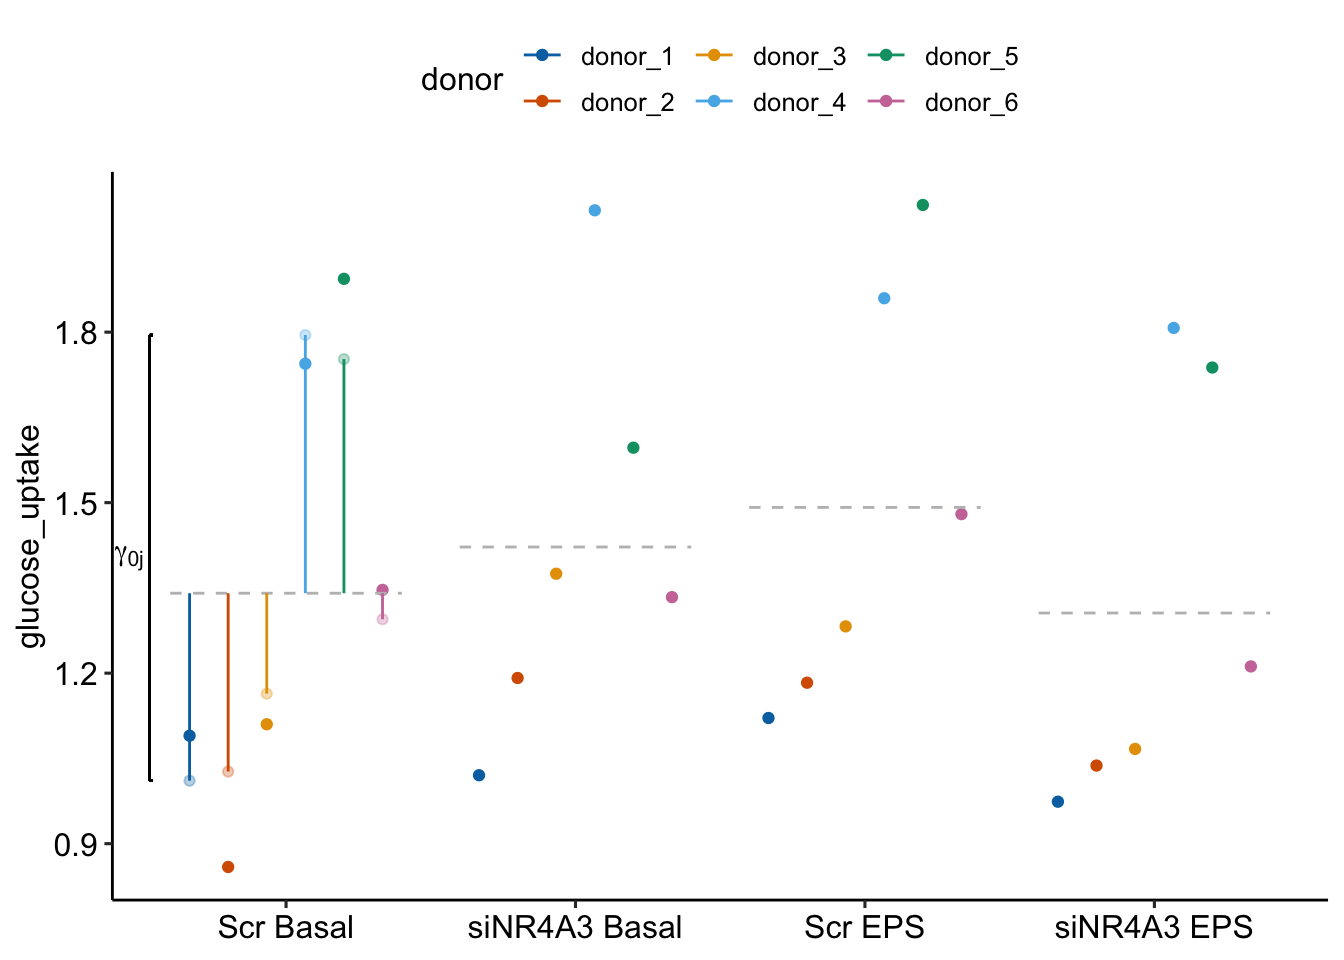 donor
donor_1
donor_3
donor_5
donor_2
donor_4
donor_6
glucose_uptake
1.8
1.5
1.2
0.9
γ0j
Scr Basal
siNR4A3 Basal
Scr EPS
siNR4A3 EPS